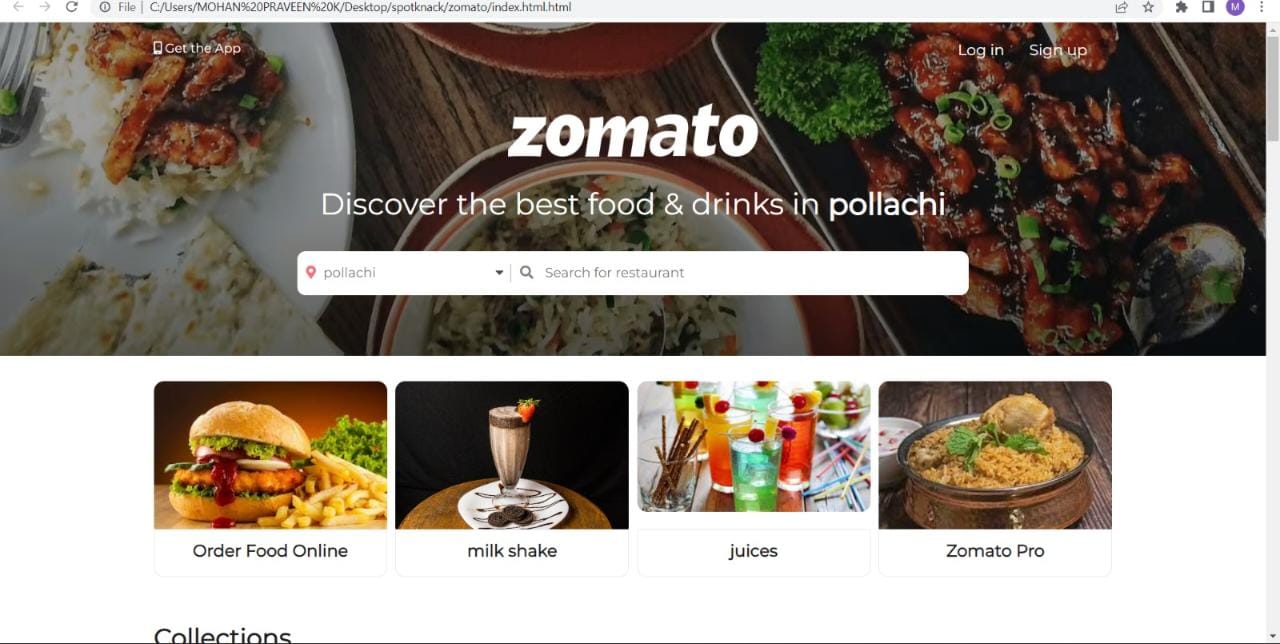 File | C:/Users/MOHAN%20PRAVEEN%20K/Desktop/spotknack/zomato/index.html.html
M
Get the App
Log in
Sign up
zomato
Discover the best food & drinks in pollachi
pollachi
Search for restaurant
Order Food Online
milk shake
juices
Zomato Pro
Collections